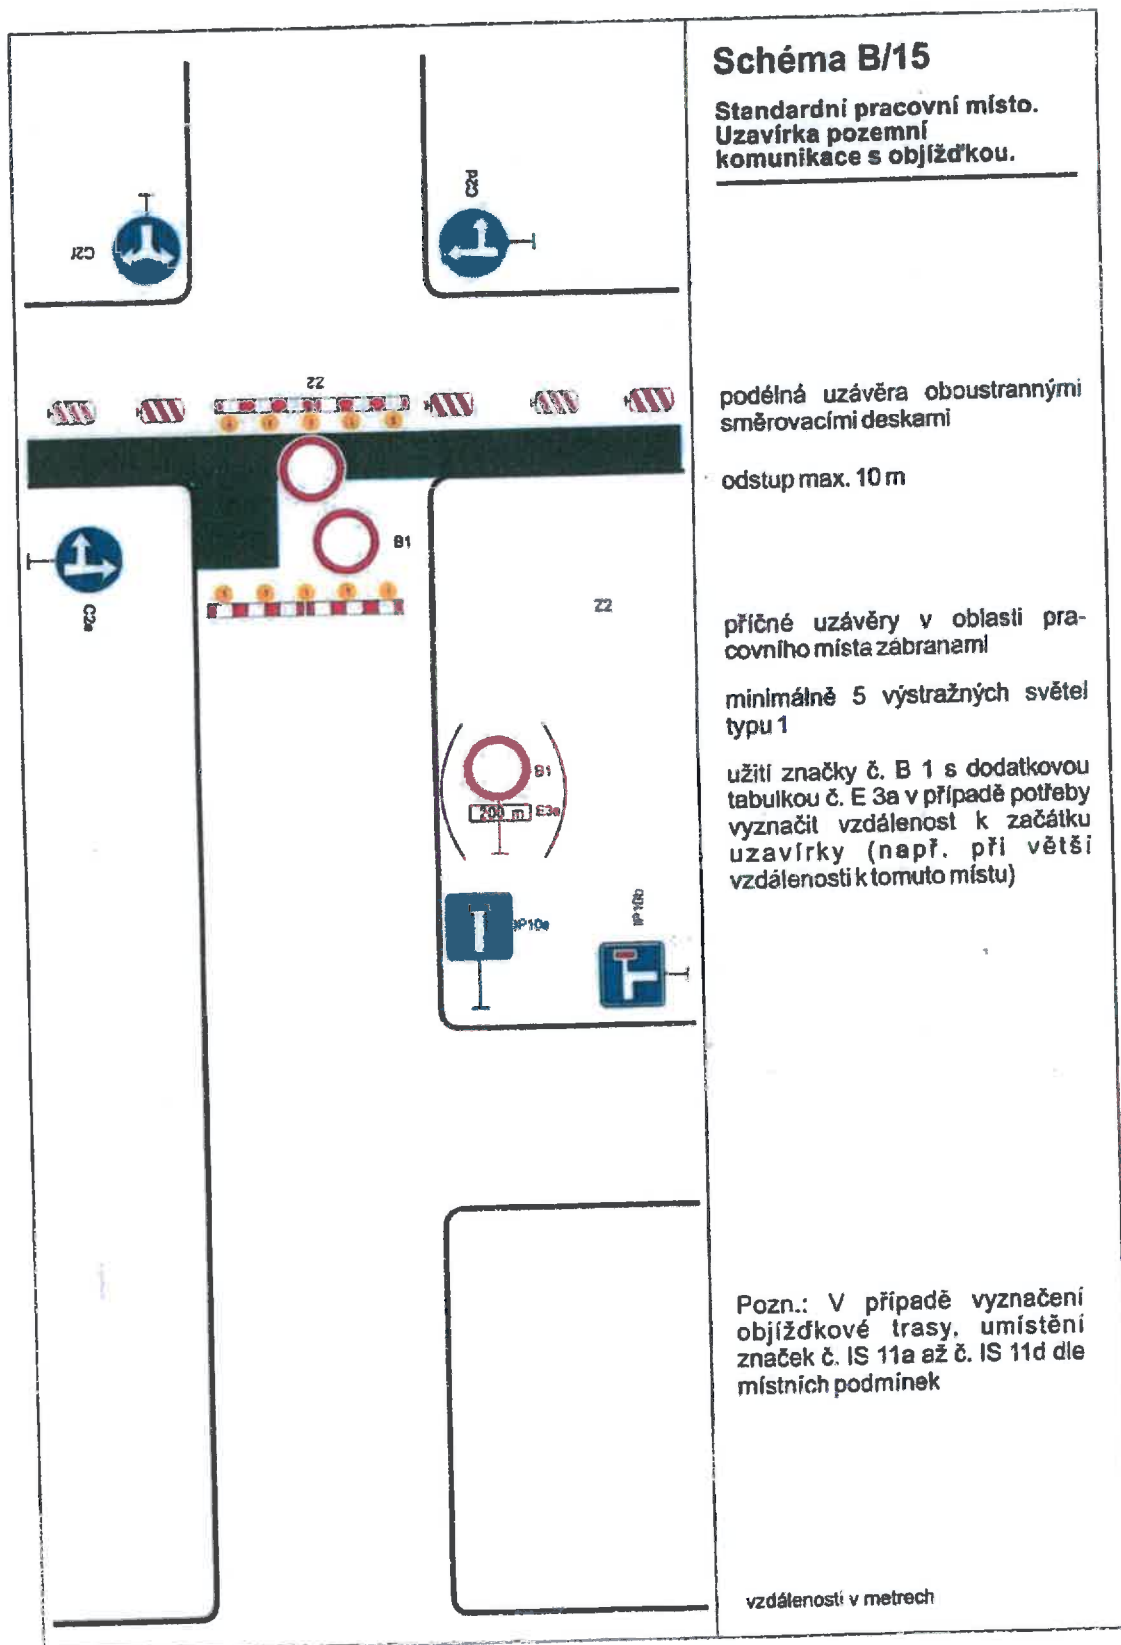 Schéma B/15
Standardní pracovní místo.
Uzavírka pozemní
komunikace s objížďkou.
podélná uzávěra oboustrannými
směrovacími deskami
odstup max. 10 m
příčné uzávěry v oblasti pra-
covního místa zábranami
minimálně 5 výstražných světel
typu 1
užití značky č. B 1 s dodatkovou
tabulkou č. E 3a v případě potřeby
vyznačit vzdálenost k začátku
uzavírky (např. při větší
vzdálenosti k tomuto místu)
Pozn.: V případě vyznačení
objížďkové trasy, umístění
značek č. IS 11a až č. IS 11d dle
místních podmínek
vzdálenosti v metrech
Z2
B1
Z2
B1
200 m
E3a
IP10a
IP10b